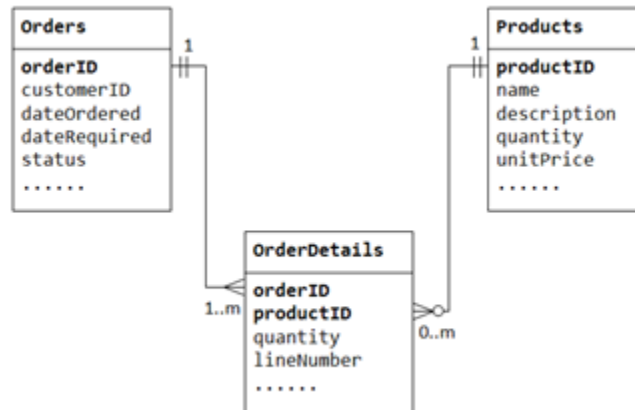 Orders
orderID
customerID
dateOrdered
dateRequired
status
......
1
Products
productID
name
description
quantity
unitPrice
......
1
OrderDetails
orderID
productID
quantity
lineNumber
......
1..m
0..m